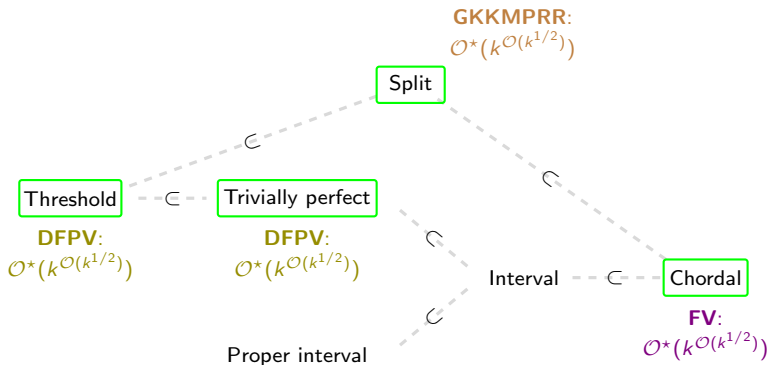 GKKMPRR:
𝒪⋆(k^𝒪(k^1/2))
Split
⊂
⊂
Threshold
⊂
Trivially perfect
DFPV:
𝒪⋆(k^𝒪(k^1/2))
DFPV:
𝒪⋆(k^𝒪(k^1/2))
⊂
Interval
⊂
Chordal
⊂
FV:
𝒪⋆(k^𝒪(k^1/2))
Proper interval